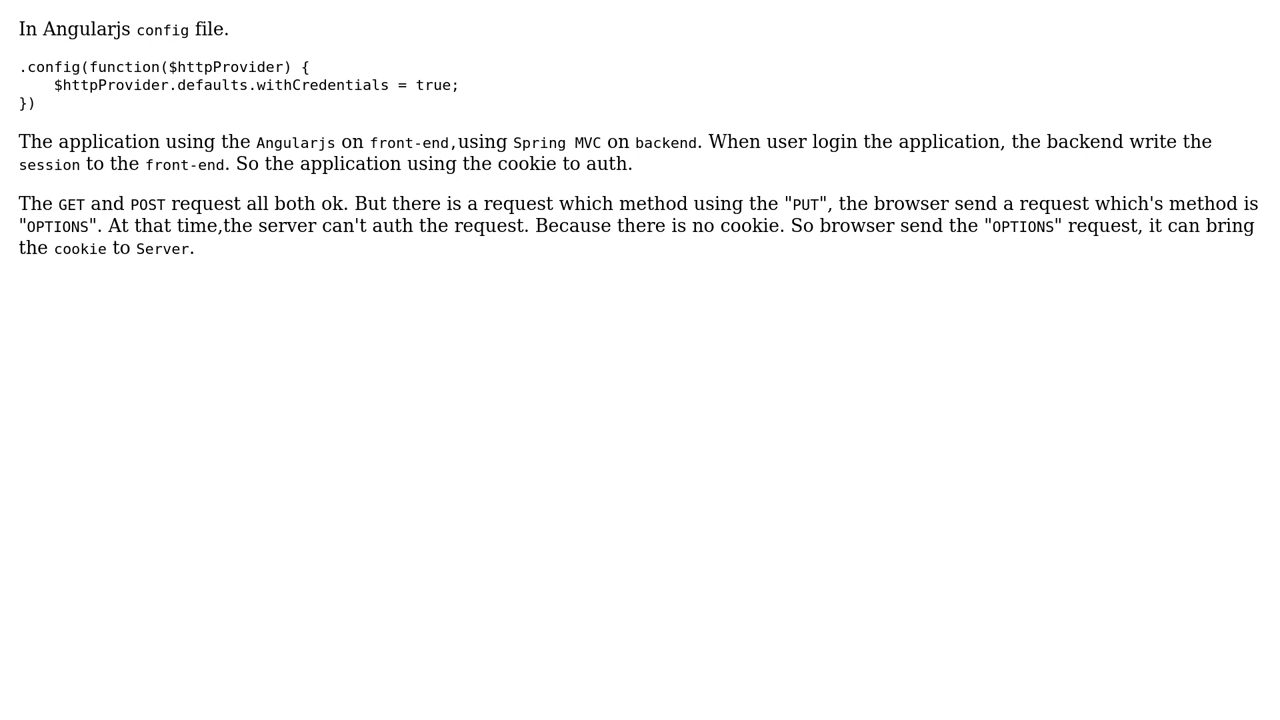 In Angularjs config file.
.config(function($httpProvider) {
    $httpProvider.defaults.withCredentials = true;
})
The application using the Angularjs on front-end,using Spring MVC on backend. When user login the application, the backend write the
session to the front-end. So the application using the cookie to auth.
The GET and POST request all both ok. But there is a request which method using the "PUT", the browser send a request which's method is
"OPTIONS". At that time,the server can't auth the request. Because there is no cookie. So browser send the "OPTIONS" request, it can bring
the cookie to Server.